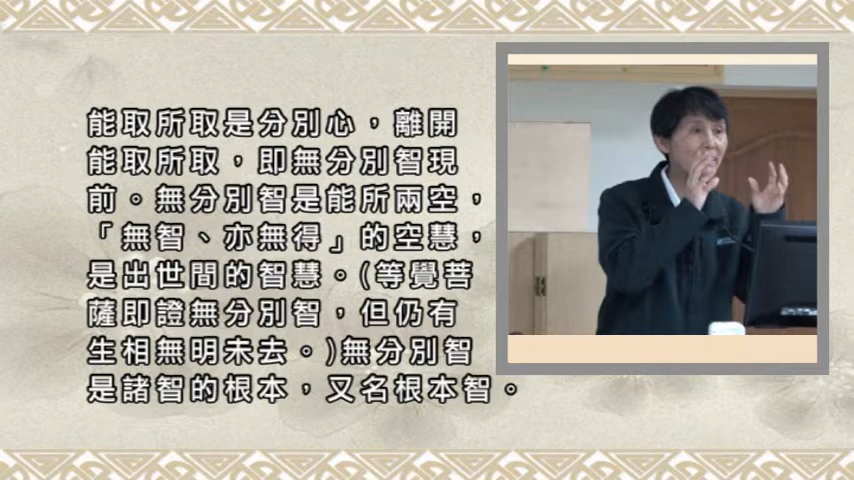 能取所取是分別心，離開
能取所取，即無分別智現
前。無分別智是能所兩空，
「無智、亦無得」的空慧，
是出世間的智慧。(等覺菩
薩即證無分別智，但仍有
生相無明未去。)無分別智
是諸智的根本，又名根本智。